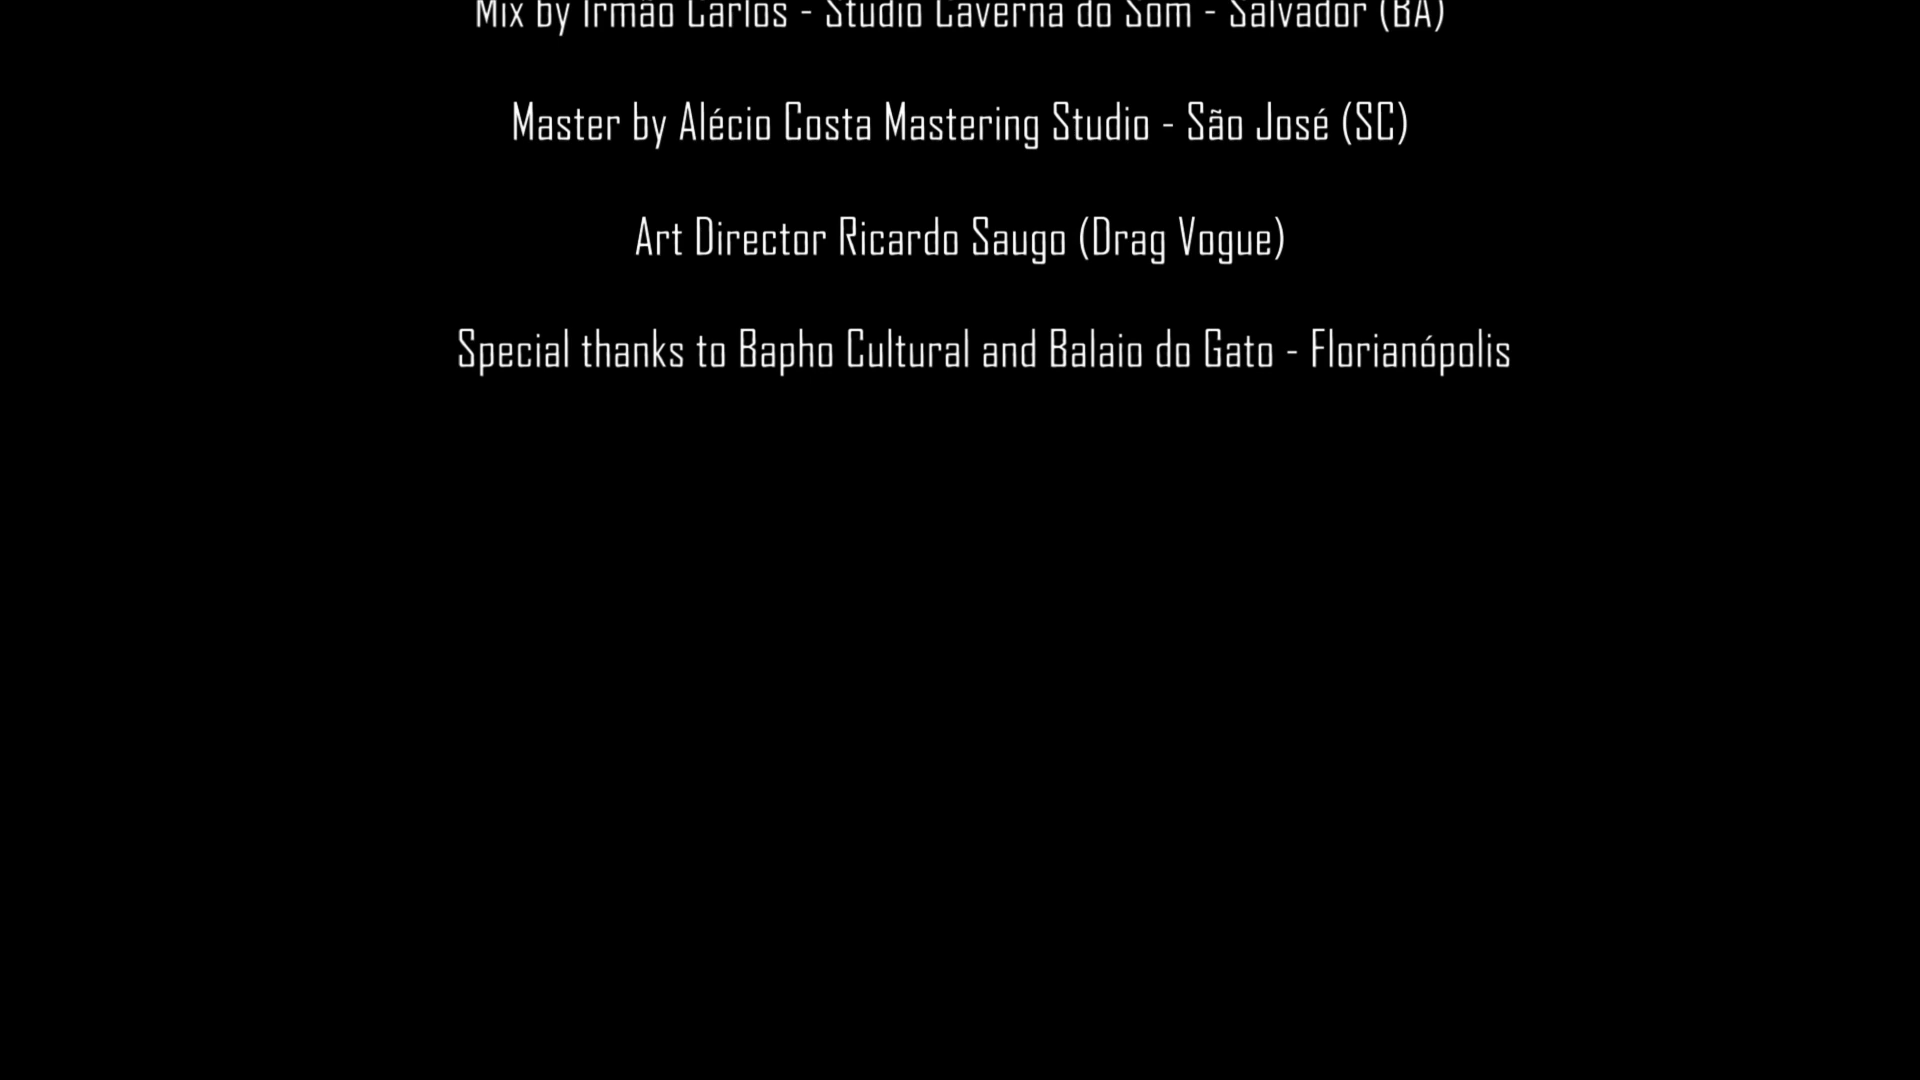 Mix by Irmão Carlos - Studio Caverna do Som - Salvador (BA)
Master by Alécio Costa Mastering Studio - São José (SC)
Art Director Ricardo Saugo (Drag Vogue)
Special thanks to Bapho Cultural and Balaio do Gato - Florianópolis